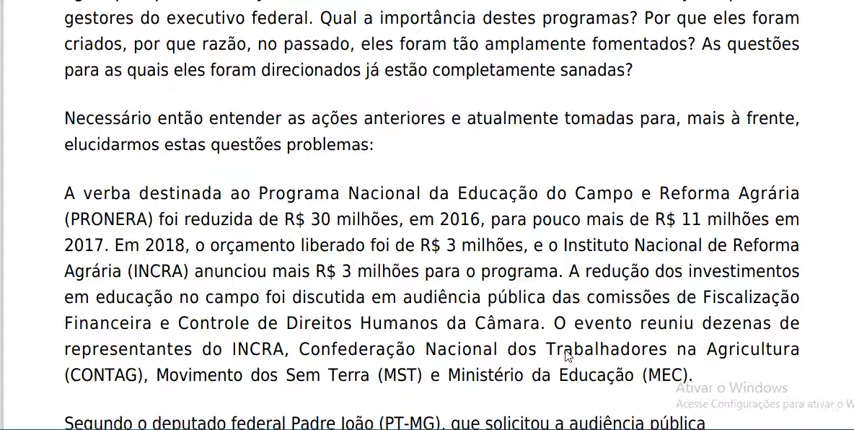 gestores do executivo federal. Qual a importância destes programas? Por que eles foram
criados, por que razão, no passado, eles foram tão amplamente fomentados? As questões
para as quais eles foram direcionados já estão completamente sanadas?
Necessário então entender as ações anteriores e atualmente tomadas para, mais à frente,
elucidarmos estas questões problemas:
A verba destinada ao Programa Nacional da Educação do Campo e Reforma Agrária
(PRONERA) foi reduzida de R$ 30 milhões, em 2016, para pouco mais de R$ 11 milhões em
2017. Em 2018, o orçamento liberado foi de R$ 3 milhões, e o Instituto Nacional de Reforma
Agrária (INCRA) anunciou mais R$ 3 milhões para o programa. A redução dos investimentos
em educação no campo foi discutida em audiência pública das comissões de Fiscalização
Financeira e Controle de Direitos Humanos da Câmara. O evento reuniu dezenas de
representantes do INCRA, Confederação Nacional dos Trabalhadores na Agricultura
(CONTAG), Movimento dos Sem Terra (MST) e Ministério da Educação (MEC).
Ativar o Windows
Acesse Configurações para ativar o W
Segundo o deputado federal Padre João (PT-MG), que solicitou a audiência pública